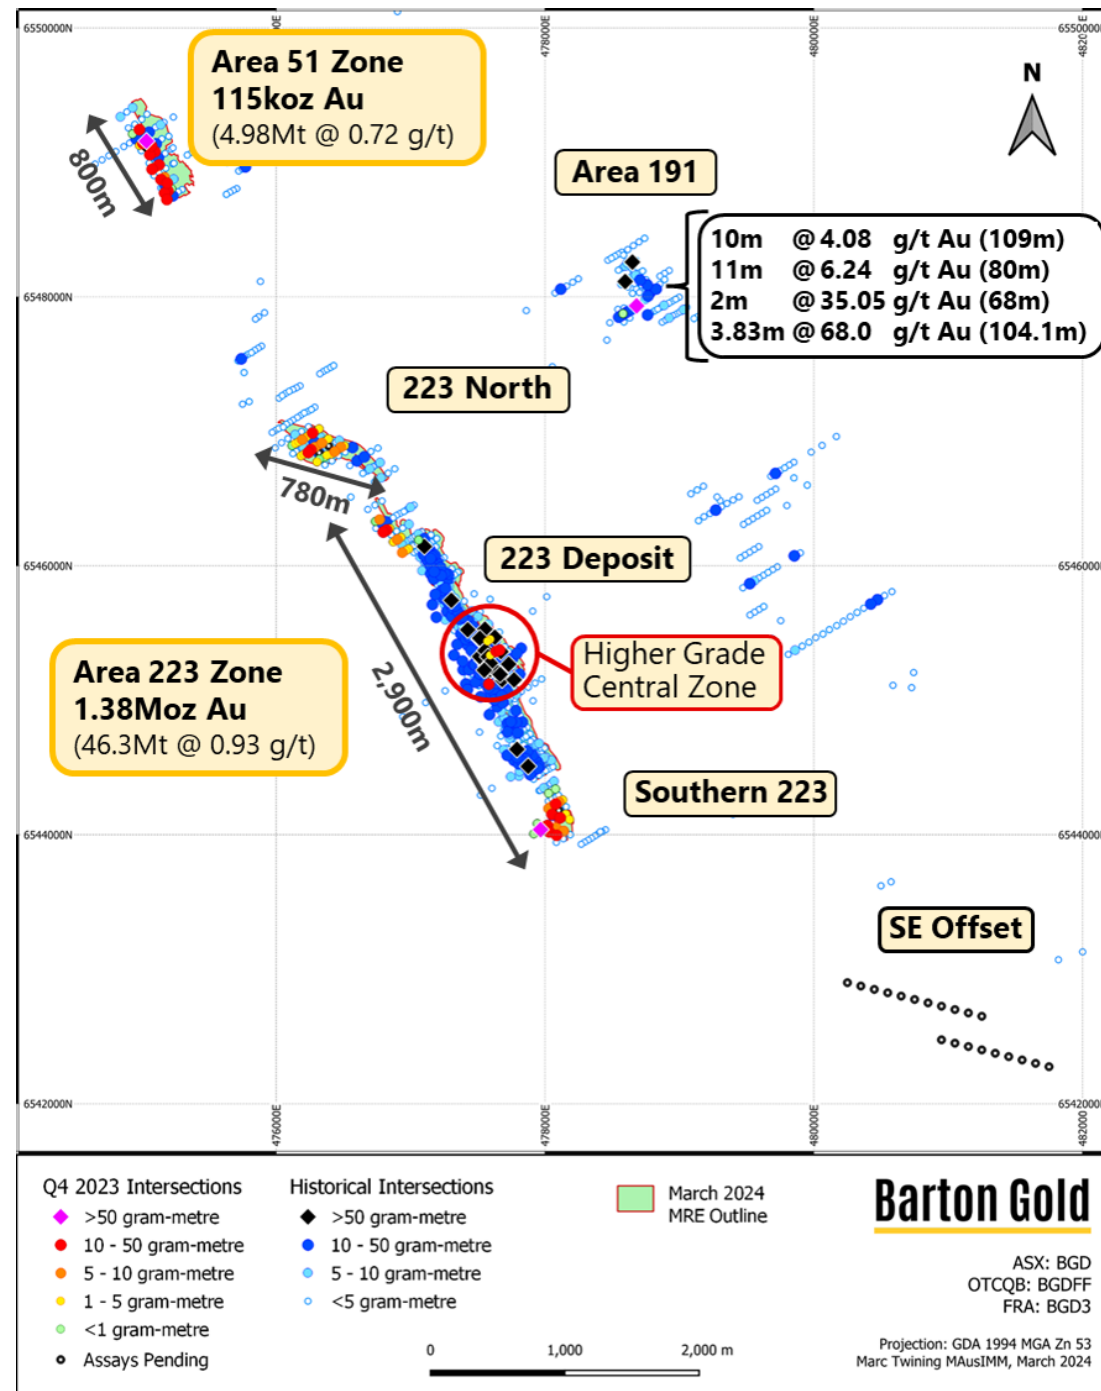 6550000N
478000E
480000E
6550000N
482000E
Area 51 Zone
115koz Au
(4.98Mt @ 0.72 g/t)
N
800m
Area 191
10m @ 4.08 g/t Au (109m)
11m @ 6.24 g/t Au (80m)
2m @ 35.05 g/t Au (68m)
3.83m @ 68.0 g/t Au (104.1m)
6548000N
6548000N
223 North
780m
6546000N
223 Deposit
6546000N
Higher Grade
Central Zone
Area 223 Zone
1.38Moz Au
(46.3Mt @ 0.93 g/t)
2,900m
Southern 223
6544000N
6544000N
SE Offset
6542000N
6542000N
476000E
478000E
480000E
482000
Q4 2023 Intersections
>50 gram-metre
10 - 50 gram-metre
5 - 10 gram-metre
1 - 5 gram-metre
<1 gram-metre
Assays Pending
Historical Intersections
>50 gram-metre
10 - 50 gram-metre
5 - 10 gram-metre
<5 gram-metre
March 2024
MRE Outline
0 1,000 2,000 m
Barton Gold
ASX: BGD
OTCQB: BGDFF
FRA: BGD3
Projection: GDA 1994 MGA Zn 53
Marc Twining MAusIMM, March 2024